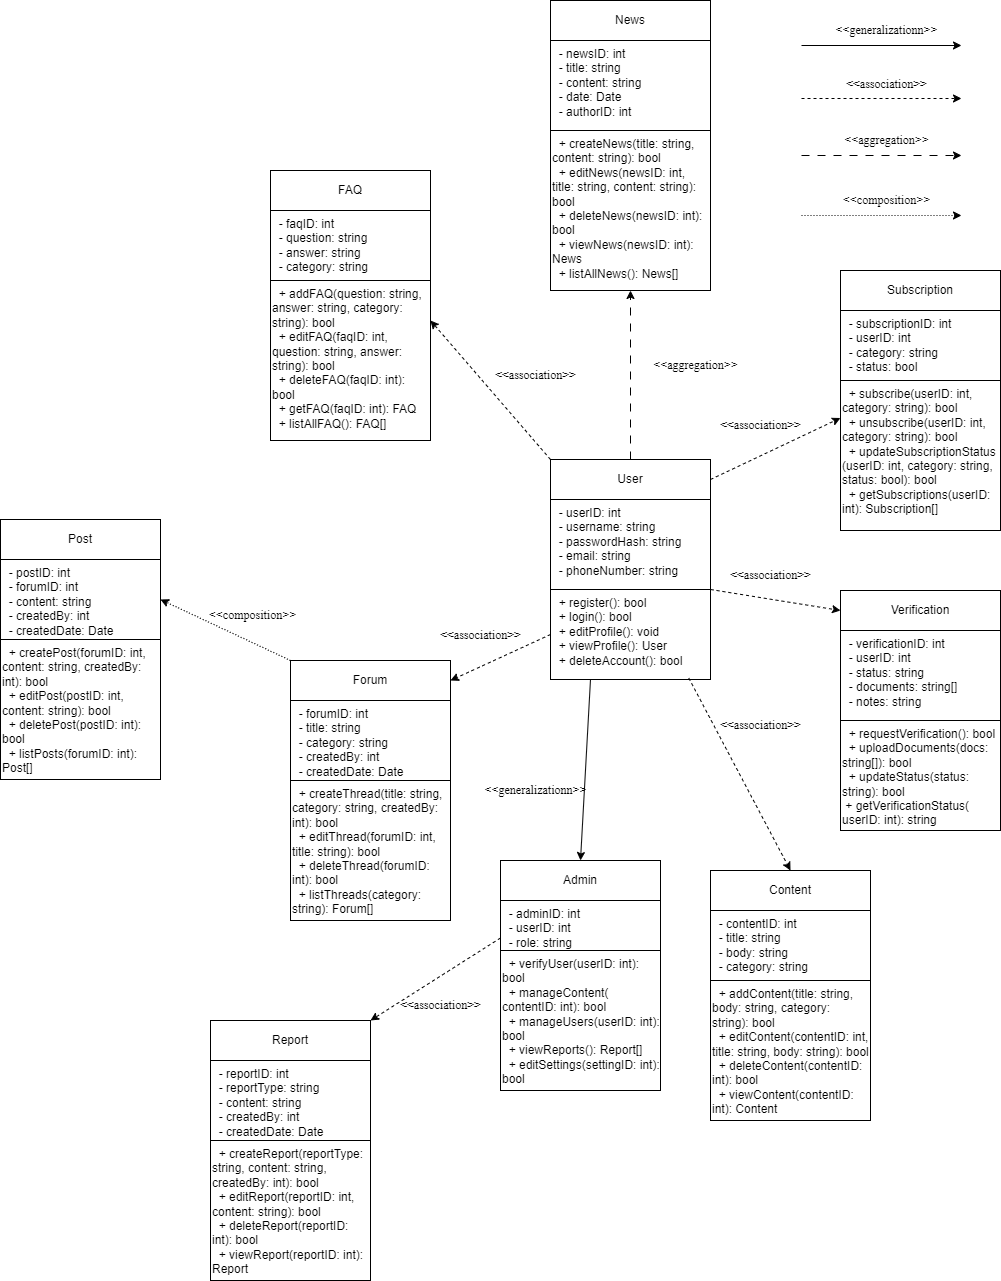 News
- newsID: int
- title: string
- content: string
- date: Date
- authorID: int
+ createNews(title: string,
content: string): bool
+ editNews(newsID: int,
title: string, content: string):
bool
+ deleteNews(newsID: int):
bool
+ viewNews(newsID: int):
News
+ listAllNews(): News[]
<<generalizationn>>
<<association>>
<<aggregation>>
<<composition>>
FAQ
- faqID: int
- question: string
- answer: string
- category: string
+ addFAQ(question: string,
answer: string, category:
string): bool
+ editFAQ(faqID: int,
question: string, answer:
string): bool
+ deleteFAQ(faqID: int):
bool
+ getFAQ(faqID: int): FAQ
+ listAllFAQ(): FAQ[]
Subscription
- subscriptionID: int
- userID: int
- category: string
- status: bool
+ subscribe(userID: int,
category: string): bool
+ unsubscribe(userID: int,
category: string): bool
+ updateSubscriptionStatus
(userID: int, category: string,
status: bool): bool
+ getSubscriptions(userID:
int): Subscription[]
<<association>>
<<aggregation>>
<<association>>
User
- userID: int
- username: string
- passwordHash: string
- email: string
- phoneNumber: string
+ register(): bool
+ login(): bool
+ editProfile(): void
+ viewProfile(): User
+ deleteAccount(): bool
Post
- postID: int
- forumID: int
- content: string
- createdBy: int
- createdDate: Date
+ createPost(forumID: int,
content: string, createdBy:
int): bool
+ editPost(postID: int,
content: string): bool
+ deletePost(postID: int):
bool
+ listPosts(forumID: int):
Post[]
<<composition>>
<<association>>
<<association>>
Verification
- verificationID: int
- userID: int
- status: string
- documents: string[]
- notes: string
+ requestVerification(): bool
+ uploadDocuments(docs:
string[]): bool
+ updateStatus(status:
string): bool
+ getVerificationStatus(
userID: int): string
Forum
- forumID: int
- title: string
- category: string
- createdBy: int
- createdDate: Date
+ createThread(title: string,
category: string, createdBy:
int): bool
+ editThread(forumID: int,
title: string): bool
+ deleteThread(forumID:
int): bool
+ listThreads(category:
string): Forum[]
<<generalizationn>>
<<association>>
Admin
- adminID: int
- userID: int
- role: string
+ verifyUser(userID: int):
bool
+ manageContent(
contentID: int): bool
+ manageUsers(userID: int):
bool
+ viewReports(): Report[]
+ editSettings(settingID: int):
bool
Content
- contentID: int
- title: string
- body: string
- category: string
+ addContent(title: string,
body: string, category:
string): bool
+ editContent(contentID: int,
title: string, body: string): bool
+ deleteContent(contentID:
int): bool
+ viewContent(contentID:
int): Content
<<association>>
Report
- reportID: int
- reportType: string
- content: string
- createdBy: int
- createdDate: Date
+ createReport(reportType:
string, content: string,
createdBy: int): bool
+ editReport(reportID: int,
content: string): bool
+ deleteReport(reportID:
int): bool
+ viewReport(reportID: int):
Report